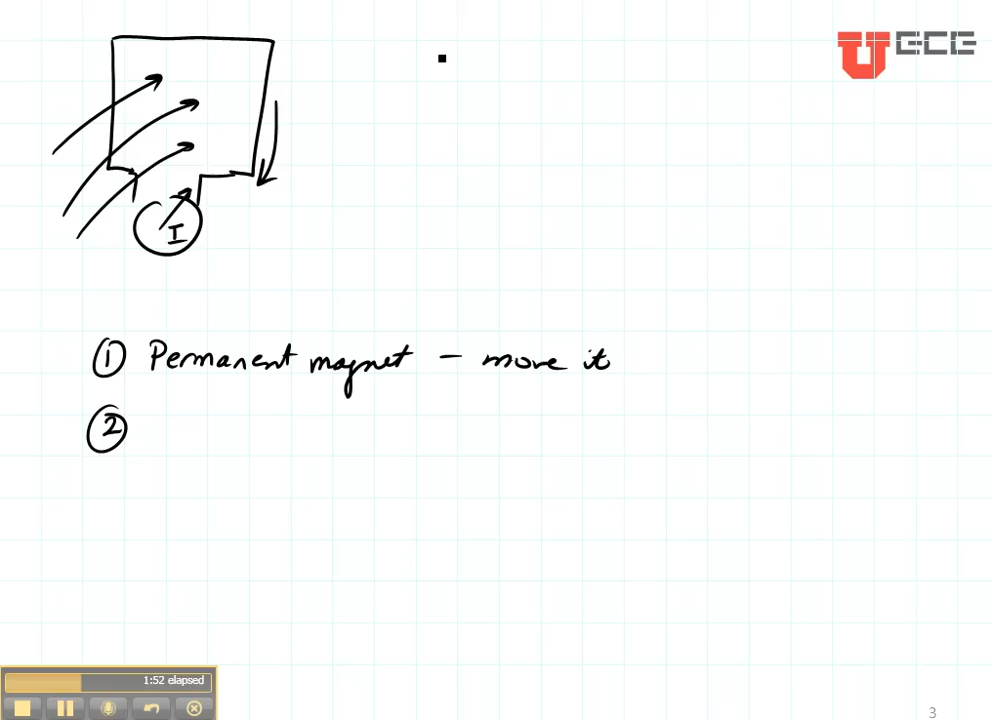 U ECE
I
① Permanent magnet – move it
②
1:52 elapsed
3